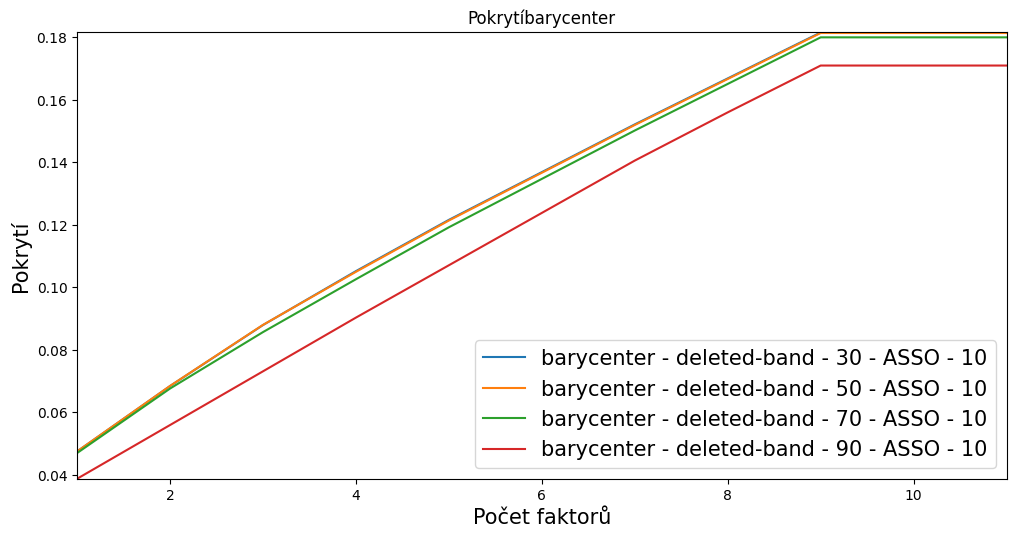 Pokrytíbarycenter
0.18
0.16
0.14
0.12
0.10
0.08
0.06
0.04
Pokrytí
barycenter - deleted-band - 30 - ASSO - 10
barycenter - deleted-band - 50 - ASSO - 10
barycenter - deleted-band - 70 - ASSO - 10
barycenter - deleted-band - 90 - ASSO - 10
2 4 6 8 10
Počet faktorů